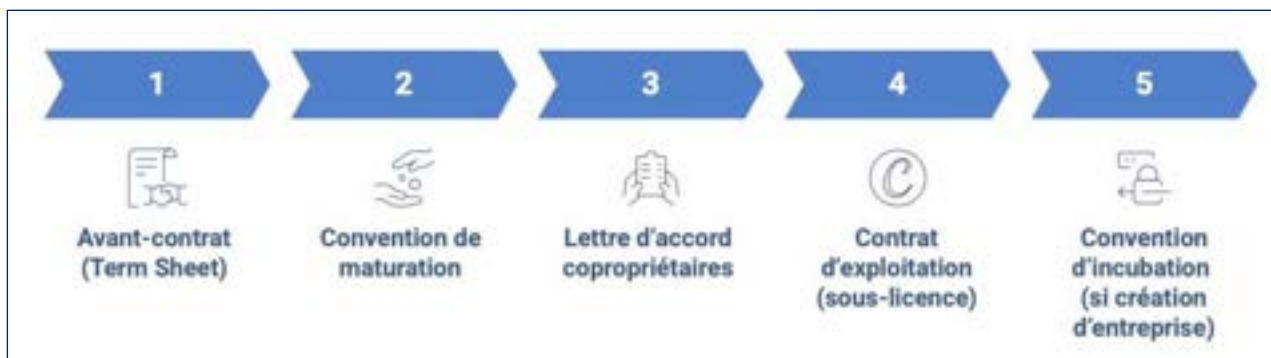 1
2
3
4
5
Avant-contrat
(Term Sheet)
Convention de
maturation
Lettre d'accord
copropriétaires
Contrat
d'exploitation
(sous-licence)
Convention
d'incubation
(si création
d'entreprise)